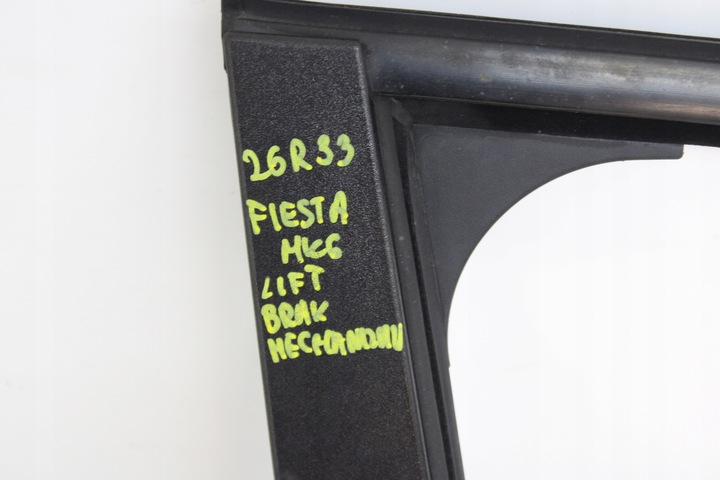 26R33
FIESTA
MK6
LIFT
BRAK
MECHANIZMU